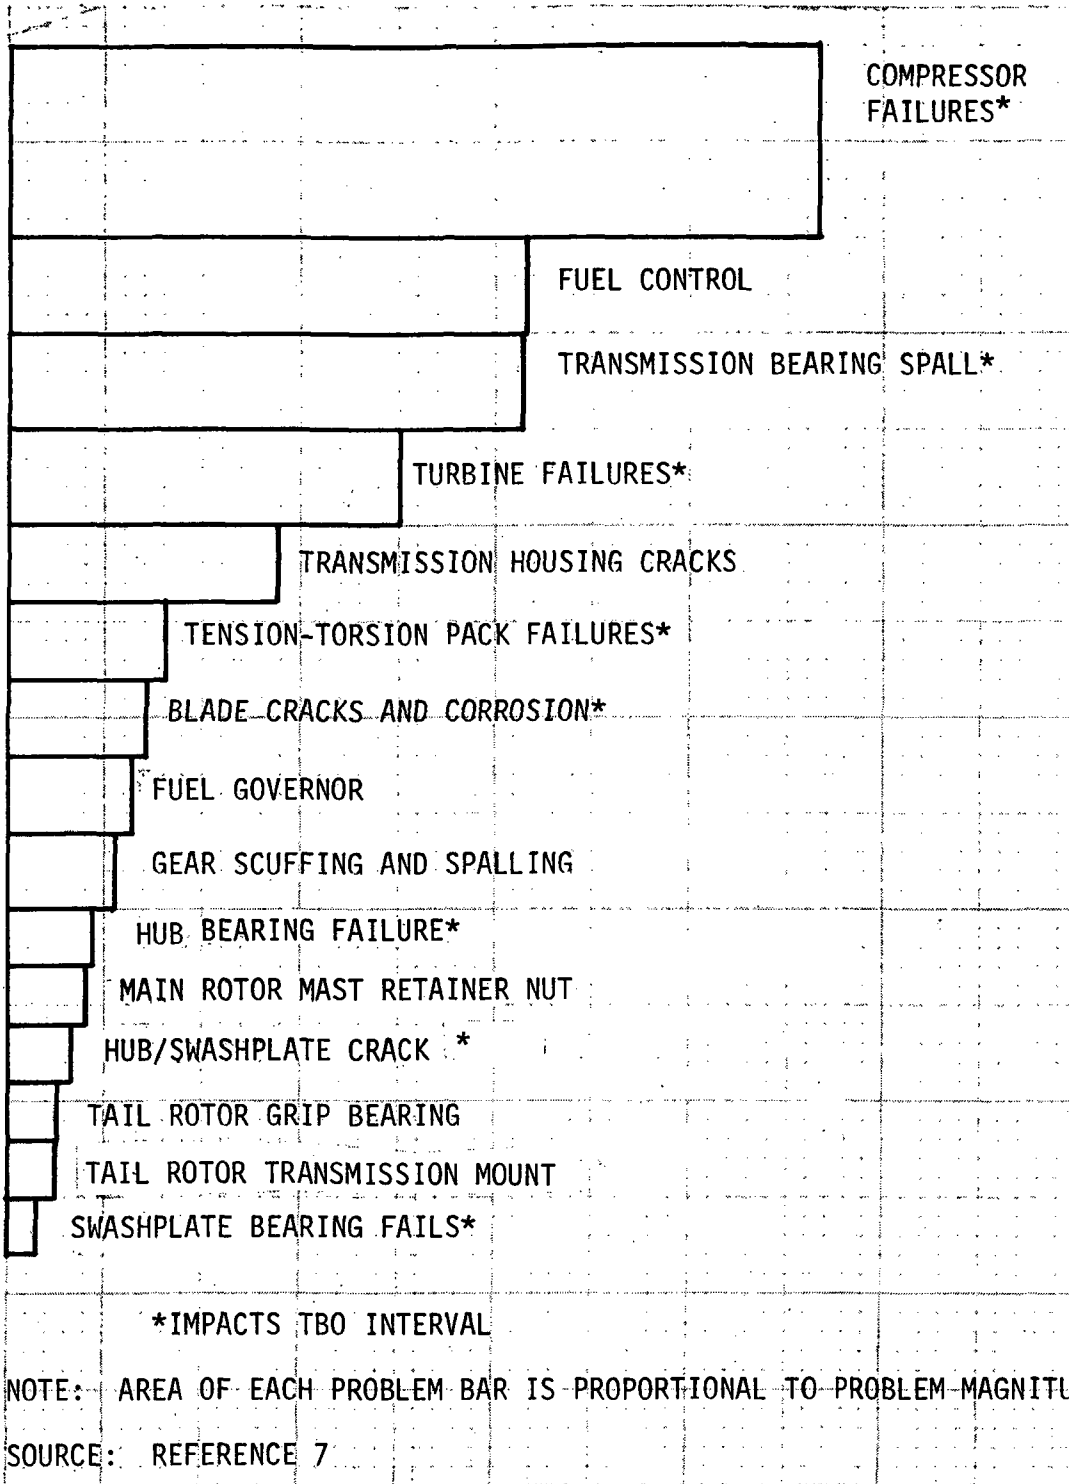 COMPRESSOR
FAILURES*
FUEL CONTROL
TRANSMISSION BEARING SPALL*
TURBINE FAILURES*
TRANSMISSION HOUSING CRACKS
TENSION-TORSION PACK FAILURES*
BLADE CRACKS AND CORROSION*
FUEL GOVERNOR
GEAR SCUFFING AND SPALLING
HUB BEARING FAILURE*
MAIN ROTOR MAST RETAINER NUT
HUB/SWASHPLATE CRACK *
TAIL ROTOR GRIP BEARING
TAIL ROTOR TRANSMISSION MOUNT
SWASHPLATE BEARING FAILS*
*IMPACTS TBO INTERVAL
NOTE: AREA OF EACH PROBLEM BAR IS PROPORTIONAL TO PROBLEM MAGNITU
SOURCE: REFERENCE 7